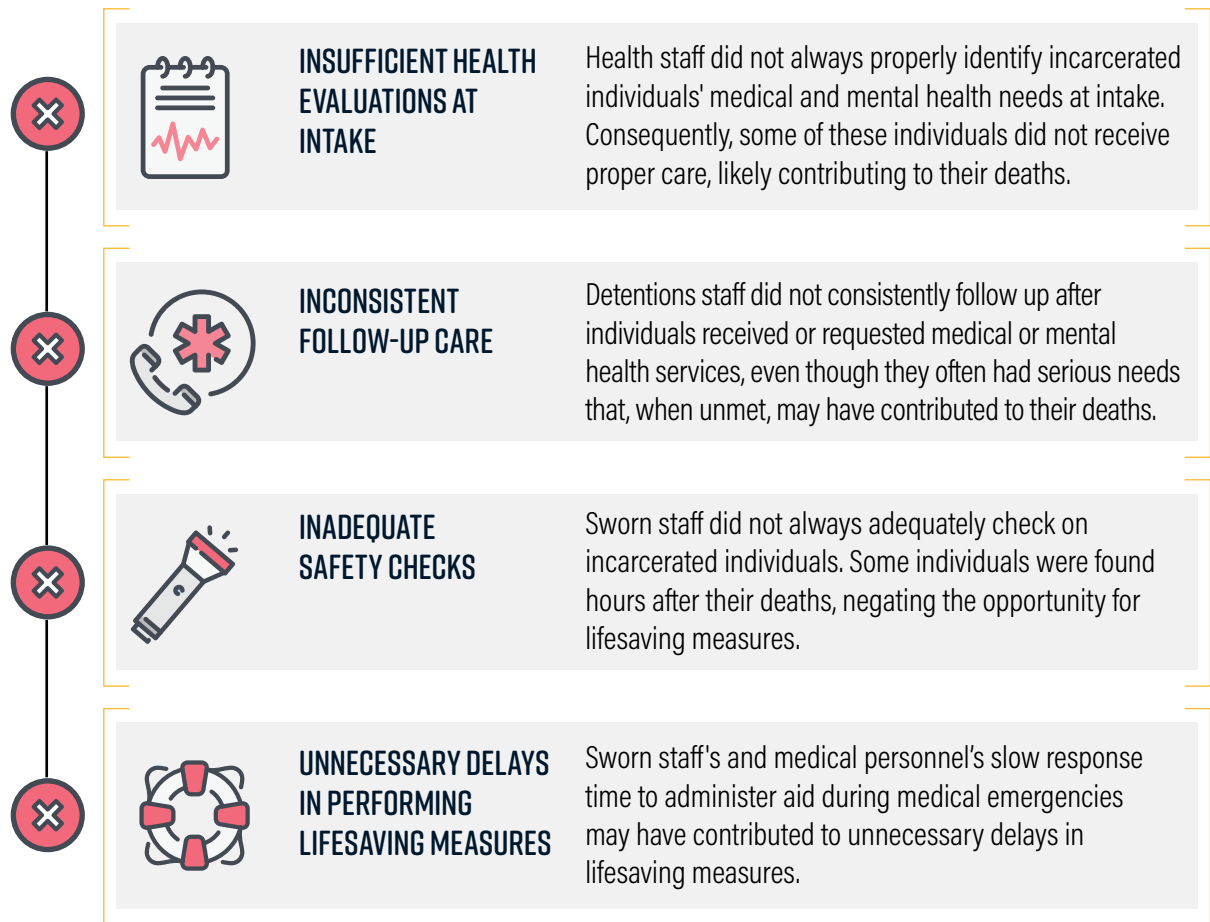 INSUFFICIENT HEALTH
EVALUATIONS AT
INTAKE
Health staff did not always properly identify incarcerated
individuals' medical and mental health needs at intake.
Consequently, some of these individuals did not receive
proper care, likely contributing to their deaths.
INCONSISTENT
FOLLOW-UP CARE
Detentions staff did not consistently follow up after
individuals received or requested medical or mental
health services, even though they often had serious needs
that, when unmet, may have contributed to their deaths.
INADEQUATE
SAFETY CHECKS
Sworn staff did not always adequately check on
incarcerated individuals. Some individuals were found
hours after their deaths, negating the opportunity for
lifesaving measures.
UNNECESSARY DELAYS
IN PERFORMING
LIFESAVING MEASURES
Sworn staff's and medical personnel’s slow response
time to administer aid during medical emergencies
may have contributed to unnecessary delays in
lifesaving measures.